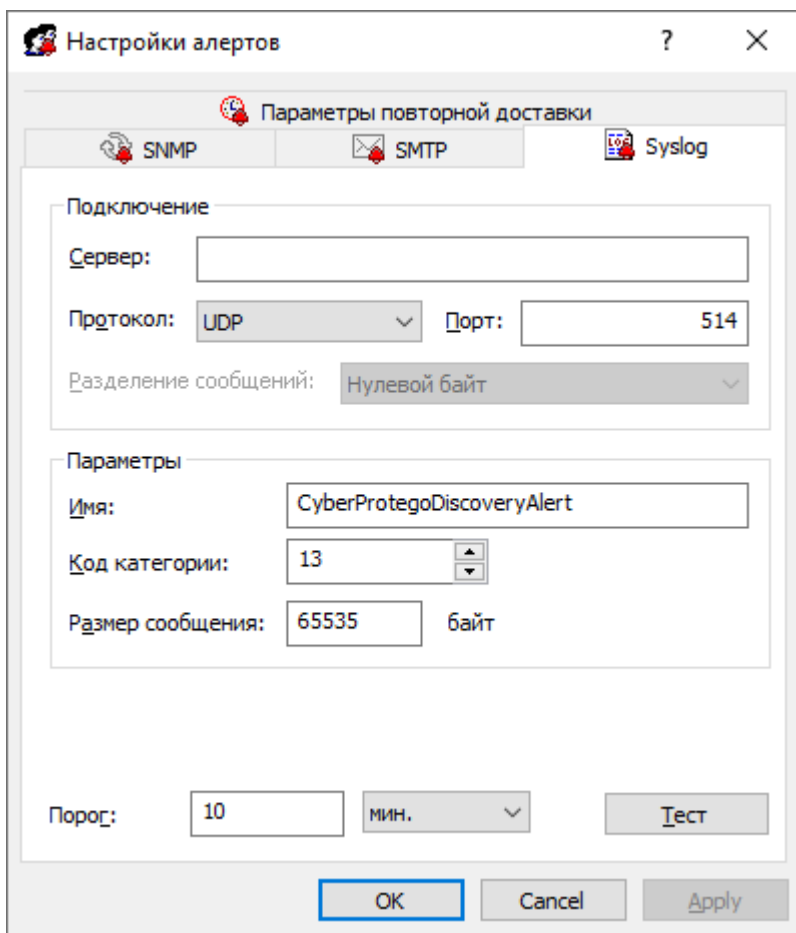 Настройки алертов
Параметры повторной доставки
SNMP SMTP Syslog
Подключение
Сервер:
Протокол: UDP Порт: 514
Разделение сообщений: Нулевой байт
Параметры
Имя: CyberProtegoDiscoveryAlert
Код категории: 13
Размер сообщения: 65535 байт
Порог: 10 мин. Тест
OK Cancel Apply